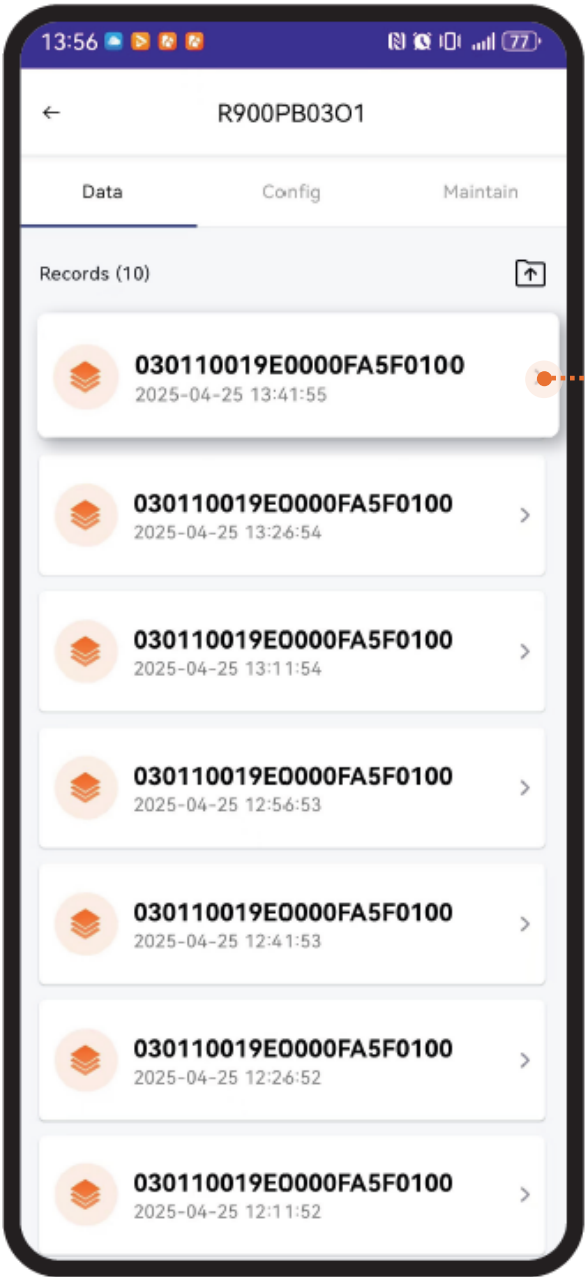 13:56
77
R900PB03O1
Data Config Maintain
Records (10)
030110019E0000FA5F0100
2025-04-25 13:41:55
030110019E0000FA5F0100
2025-04-25 13:26:54
030110019E0000FA5F0100
2025-04-25 13:11:54
030110019E0000FA5F0100
2025-04-25 12:56:53
030110019E0000FA5F0100
2025-04-25 12:41:53
030110019E0000FA5F0100
2025-04-25 12:26:52
030110019E0000FA5F0100
2025-04-25 12:11:52